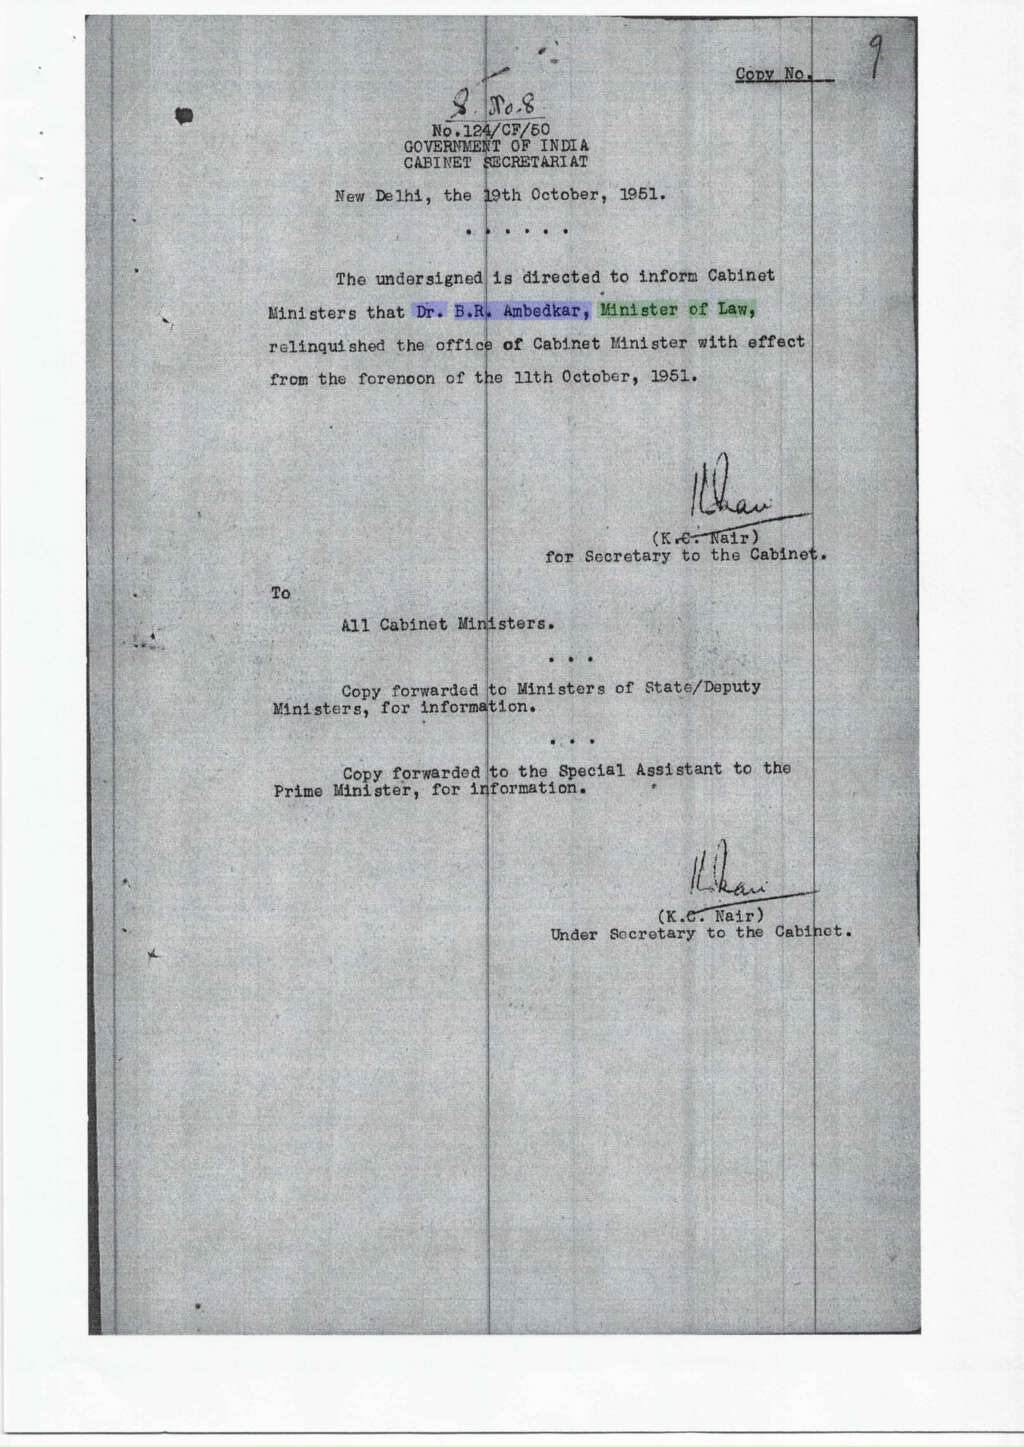 9
Copy No.
S. No. 8
No.124/CF/50
GOVERNMENT OF INDIA
CABINET SECRETARIAT
New Delhi, the 19th October, 1951.
. . . . . .
The undersigned is directed to inform Cabinet
Ministers that Dr. B.R. Ambedkar, Minister of Law,
relinquished the office of Cabinet Minister with effect
from the forenoon of the 11th October, 1951.
(K.C. Nair)
for Secretary to the Cabinet.
To
All Cabinet Ministers.
. . .
Copy forwarded to Ministers of State/Deputy
Ministers, for information.
. . .
Copy forwarded to the Special Assistant to the
Prime Minister, for information.
(K.C. Nair)
Under Secretary to the Cabinet.